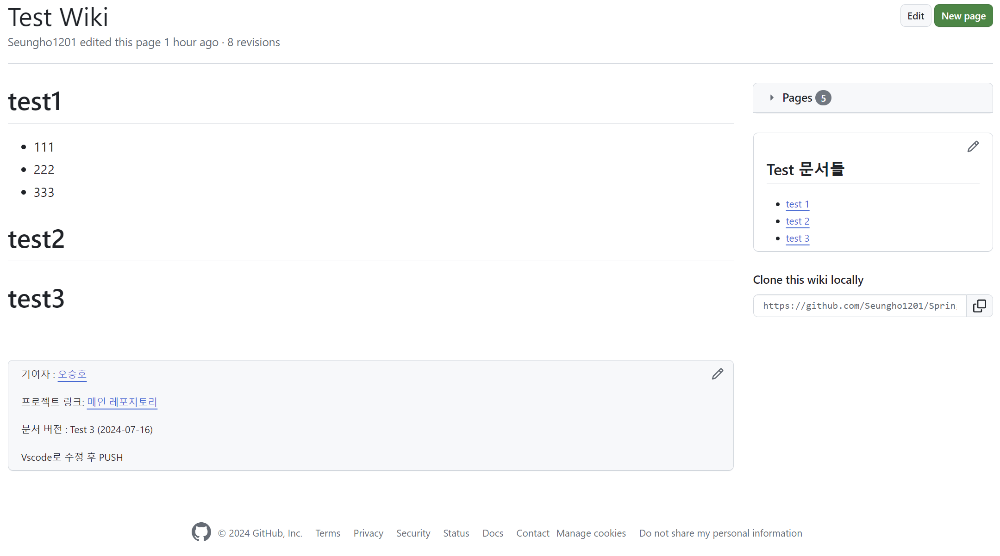 Test Wiki
Edit
New page
Seungho1201 edited this page 1 hour ago · 8 revisions
test1
111
222
333
test2
test3
기여자 : 오승호
프로젝트 링크: 메인 레포지토리
문서 버전 : Test 3 (2024-07-16)
Vscode로 수정 후 PUSH
Pages 5
Test 문서들
test 1
test 2
test 3
Clone this wiki locally
https://github.com/Seungho1201/Sprin
© 2024 GitHub, Inc. Terms Privacy Security Status Docs Contact Manage cookies Do not share my personal information